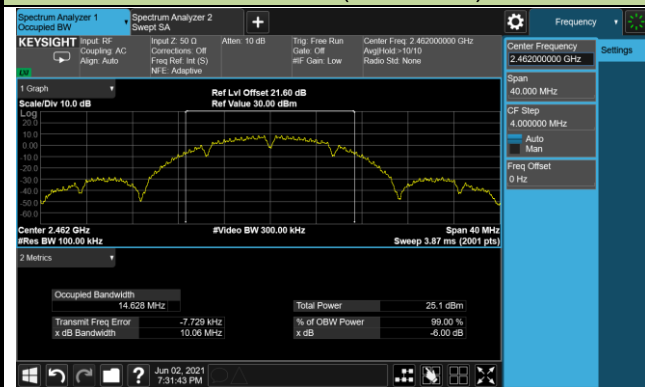 Spectrum Analyzer 1
Occupied BW
Spectrum Analyzer 2
Swept SA
+
Frequency
KEYSIGHT
Input: RF
Coupling: AC
Align: Auto
Input Z: 50 Ω
Corrections: Off
Freq Ref: Int (S)
NFE: Adaptive
Atten: 10 dB
Trig: Free Run
Gate: Off
#IF Gain: Low
Center Freq: 2.462000000 GHz
Avg|Hold:>10/10
Radio Std: None
LV
Center Frequency
2.462000000 GHz
Settings
Span
40.000 MHz
CF Step
4.000000 MHz
Auto
Man
Freq Offset
0 Hz
1 Graph
Scale/Div 10.0 dB
Ref Lvl Offset 21.60 dB
Ref Value 30.00 dBm
Log
20.0
10.0
0.00
-10.0
-20.0
-30.0
-40.0
-50.0
-60.0
Center 2.462 GHz
#Res BW 100.00 kHz
#Video BW 300.00 kHz
Span 40 MHz
Sweep 3.87 ms (2001 pts)
2 Metrics
Occupied Bandwidth
14.628 MHz
Total Power 25.1 dBm
Transmit Freq Error -7.729 kHz
% of OBW Power 99.00 %
x dB Bandwidth 10.06 MHz
x dB -6.00 dB
?
Jun 02, 2021
7:31:43 PM